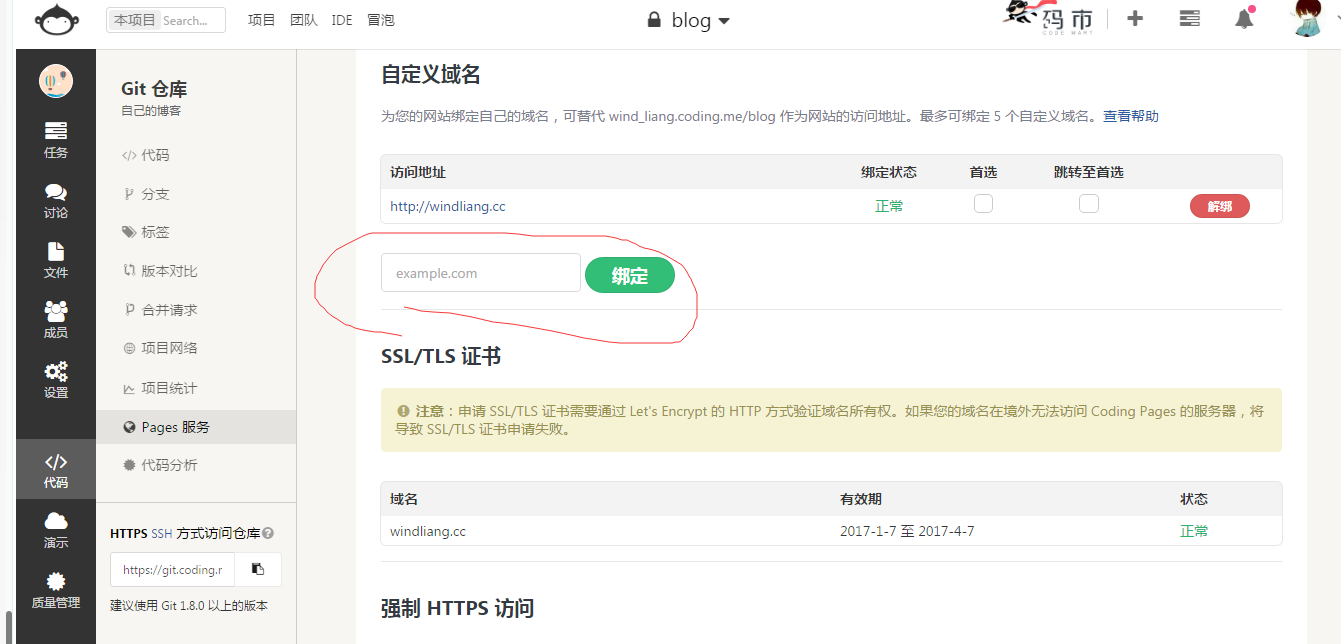 本项目 Search...
项目 团队 IDE 冒泡
blog
码市
CODE MART
任务
讨论
文件
成员
设置
代码
演示
质量管理
Git 仓库
自己的博客
代码
分支
标签
版本对比
合并请求
项目网络
项目统计
Pages 服务
代码分析
HTTPS SSH 方式访问仓库
https://git.coding.r
建议使用 Git 1.8.0 以上的版本
自定义域名
为您的网站绑定自己的域名，可替代 wind_liang.coding.me/blog 作为网站的访问地址。最多可绑定 5 个自定义域名。查看帮助
访问地址 绑定状态 首选 跳转至首选
http://windliang.cc 正常 解绑
example.com 绑定
SSL/TLS 证书
注意：申请 SSL/TLS 证书需要通过 Let's Encrypt 的 HTTP 方式验证域名所有权。如果您的域名在境外无法访问 Coding Pages 的服务器，将
导致 SSL/TLS 证书申请失败。
域名 有效期 状态
windliang.cc 2017-1-7 至 2017-4-7 正常
强制 HTTPS 访问